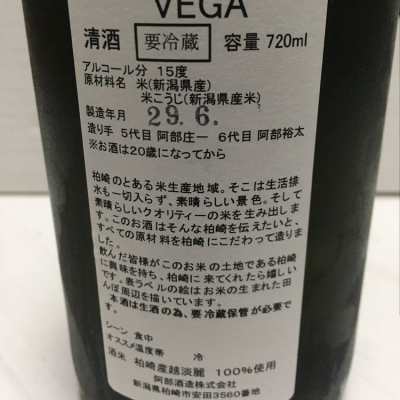 VEGA
清酒 要冷蔵 容量 720ml
アルコール分 15度
原材料名 米(新潟県産)
米こうじ(新潟県産米)
製造年月 29.6.
造り手 5代目 阿部庄一 6代目 阿部裕太
※お酒は20歳になってから
柏崎のとある米生産地域。そこは生活排
水も一切入らず、素晴らしい景色。そして
素晴らしいクオリティーの米を生み出しま
す。このお酒はそんな柏崎を伝えたいと、
すべての原材料を柏崎にこだわって造りま
した。
飲んだ皆様がこのお米の土地である柏崎
に興味を持ち、柏崎に来てくれたら嬉しい
です。表ラベルの絵はお米の生まれた田
んぼ周辺を描いています。
本酒は生酒の為、要冷蔵保管が必要で
す。
シーン 食中
オススメ温度帯 冷
酒米 柏崎産越淡麗 100%使用
阿部酒造株式会社
新潟県柏崎市安田3560番地